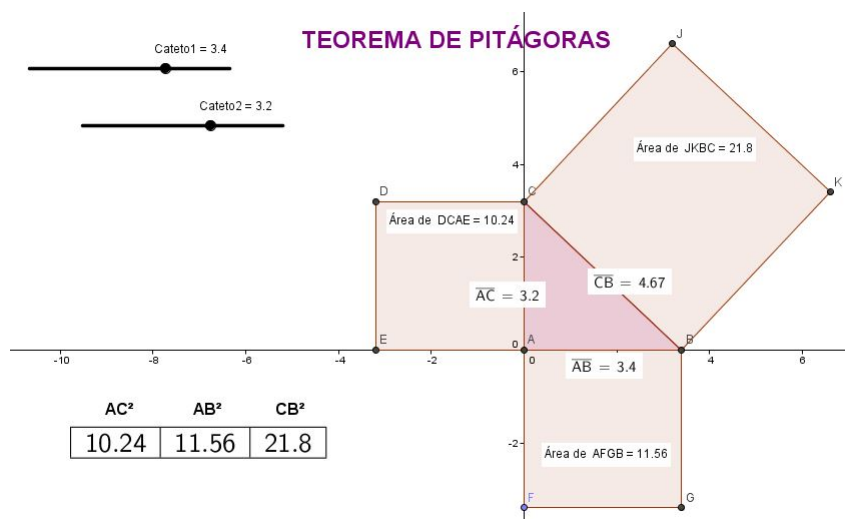 TEOREMA DE PITÁGORAS
Cateto1 = 3.4
Cateto2 = 3.2
J
6
Área de JKBC = 21.8
K
4
D
C
Área de DCAE = 10.24
2
CB = 4.67
AC = 3.2
E
0
A
B
-10 -8 -6 -4 -2 0 4 6
AB = 3.4
AC² AB² CB²
10.24 11.56 21.8
-2
Área de AFGB = 11.56
F
G